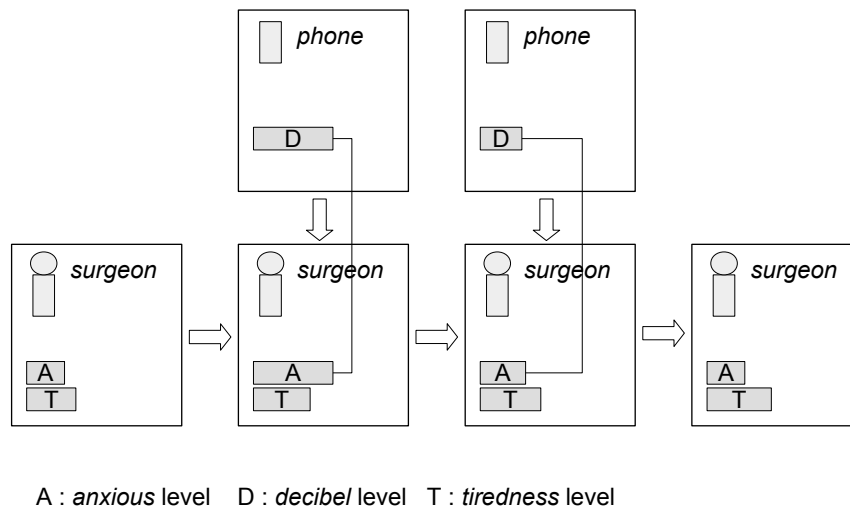 phone phone
D D
surgeon surgeon surgeon surgeon
A A A A
T T T T
A : anxious level D : decibel level T : tiredness level